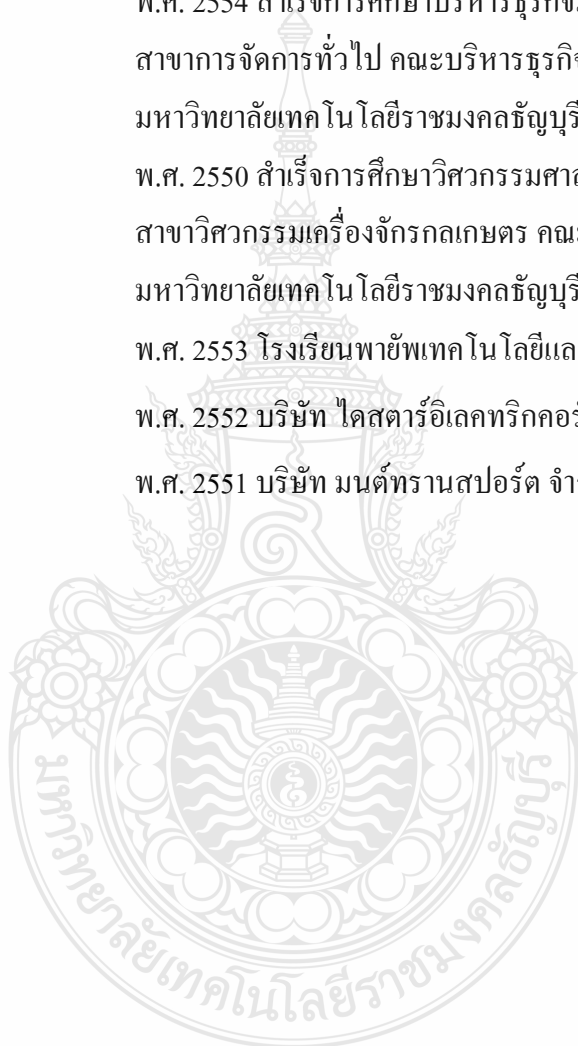 พ.ศ. 2554 สำเร็จการศึกษาบริหารธุรกิจ
สาขาการจัดการทั่วไป คณะบริหารธุรกิจ
มหาวิทยาลัยเทคโนโลยีราชมงคลธัญบุรี
พ.ศ. 2550 สำเร็จการศึกษาวิศวกรรมศา
สาขาวิศวกรรมเครื่องจักรกลเกษตร คณะ
มหาวิทยาลัยเทคโนโลยีราชมงคลธัญบุรี
พ.ศ. 2553 โรงเรียนพายัพเทคโนโลยีแล
พ.ศ. 2552 บริษัท ไดสตาร์อิเลคทริกคอร์
พ.ศ. 2551 บริษัท มนต์ทรานสปอร์ต จำ
มหาวิทยาลัยเทคโนโลยีราชมงคลธัญบุรี